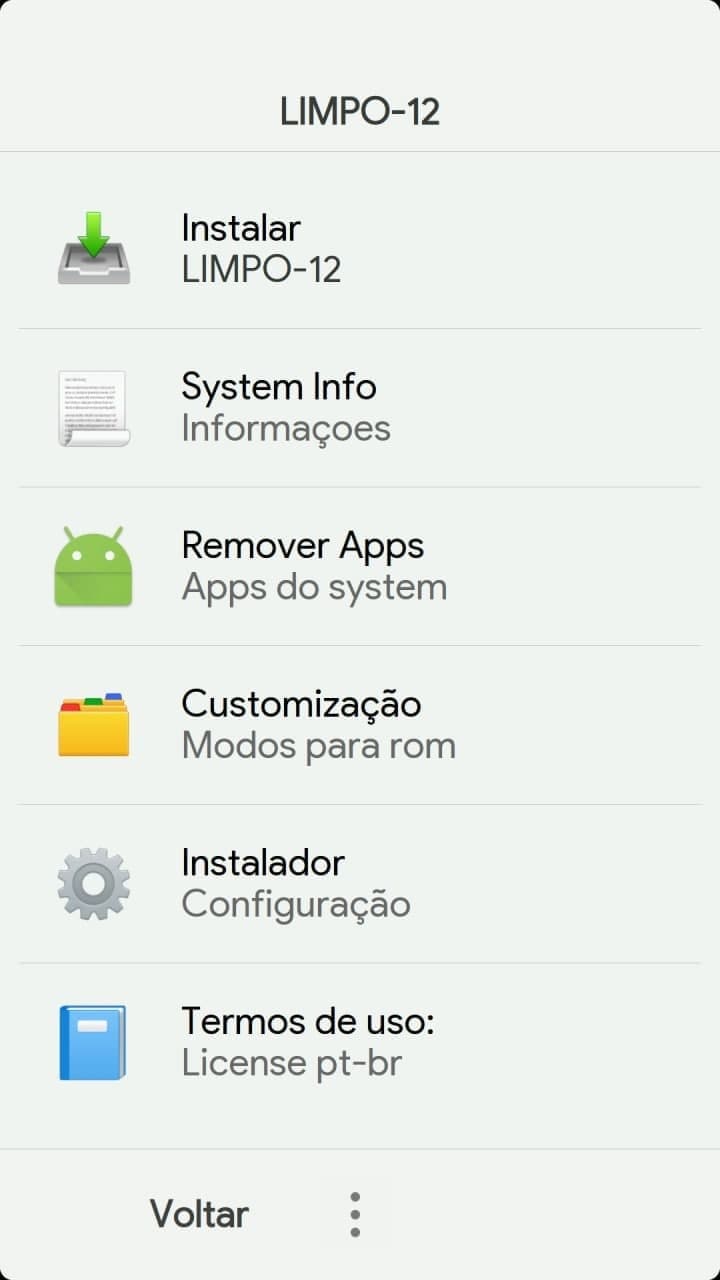 LIMPO-12
Instalar
LIMPO-12
System Info
Informaçoes
Remover Apps
Apps do system
Customização
Modos para rom
Instalador
Configuração
Termos de uso:
License pt-br
Voltar